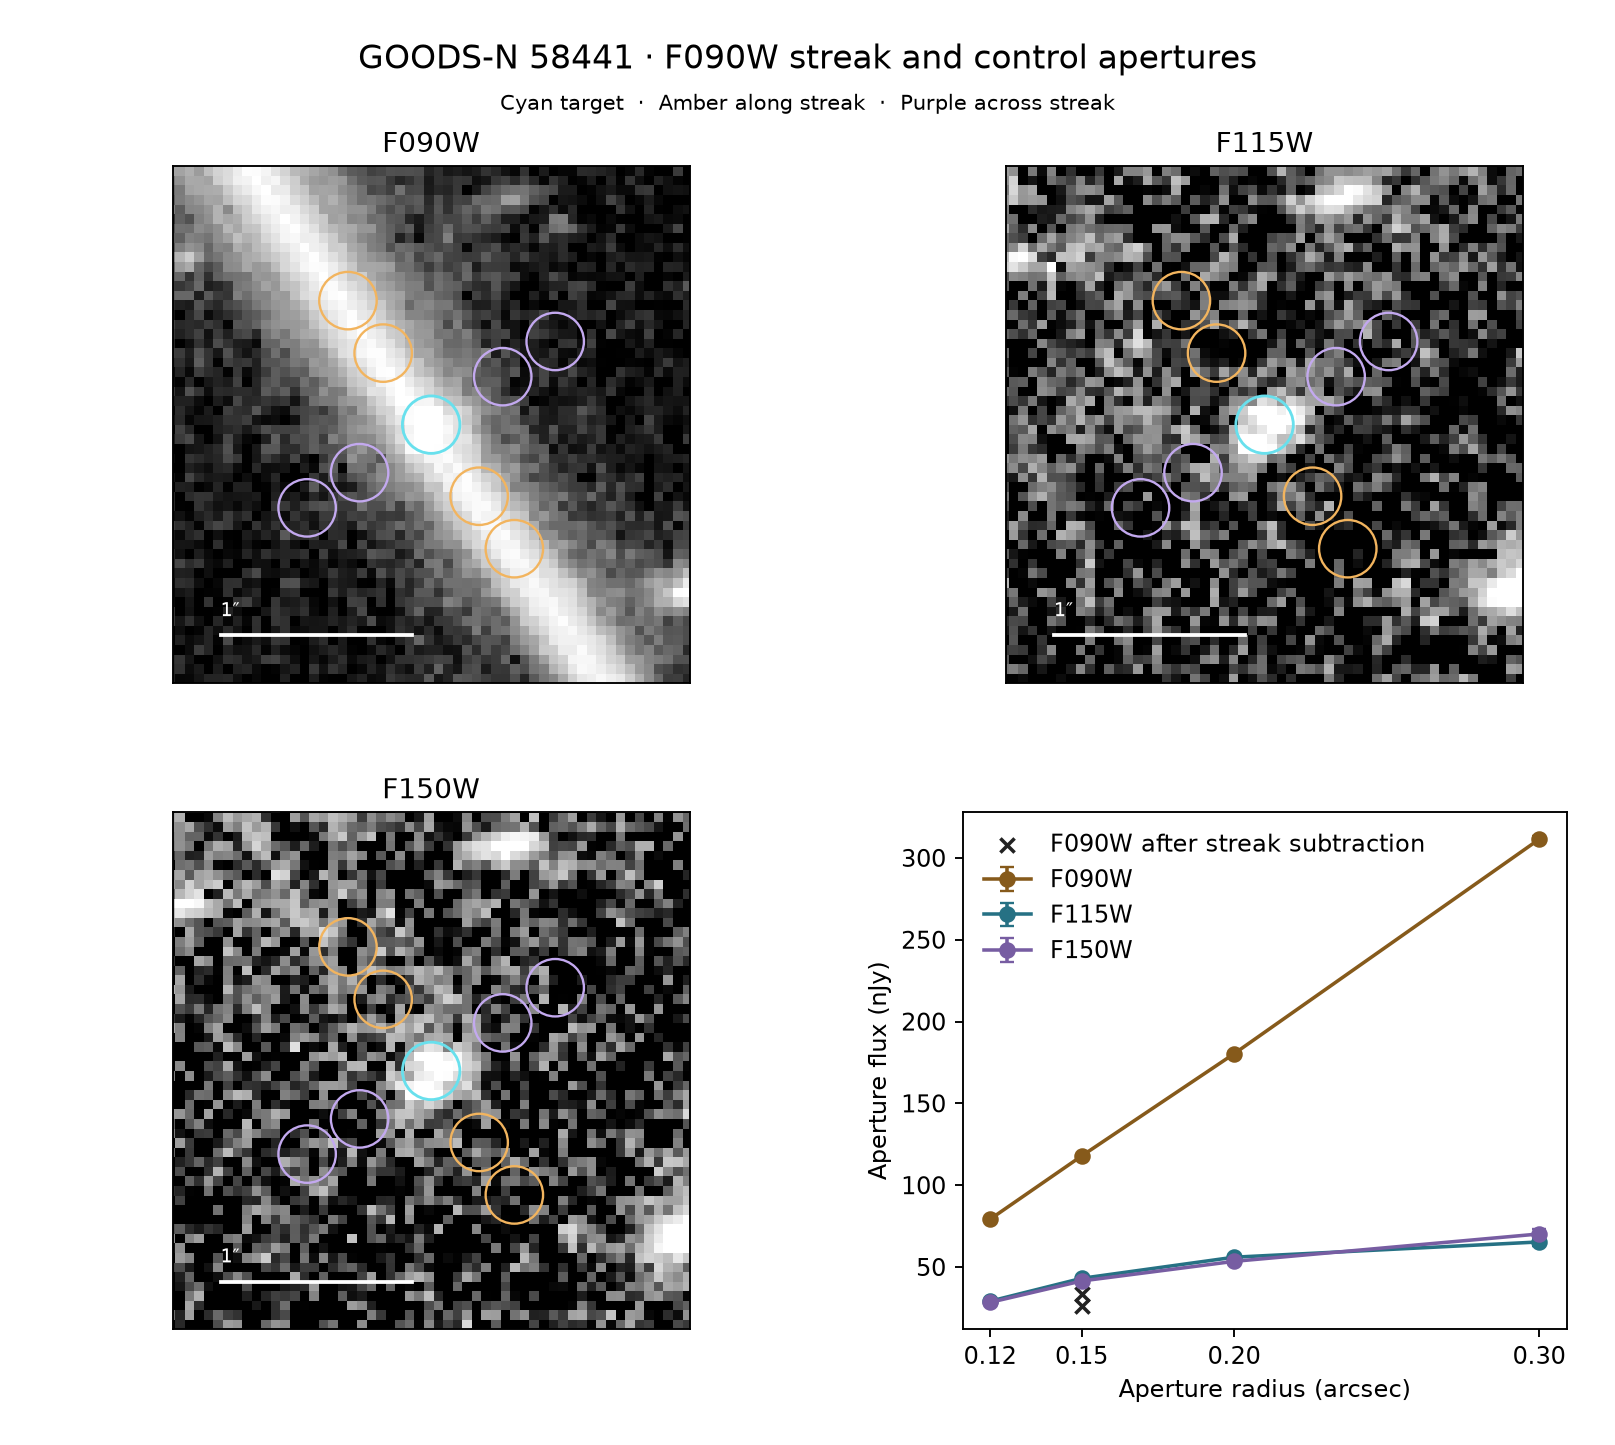 GOODS-N 58441 · F090W streak and control apertures
Cyan target · Amber along streak · Purple across streak
F090W
1″
F115W
1″
F150W
1″
F090W after streak subtraction
F090W
F115W
F150W
300
250
200
150
100
50
Aperture flux (nJy)
0.12 0.15 0.20 0.30
Aperture radius (arcsec)